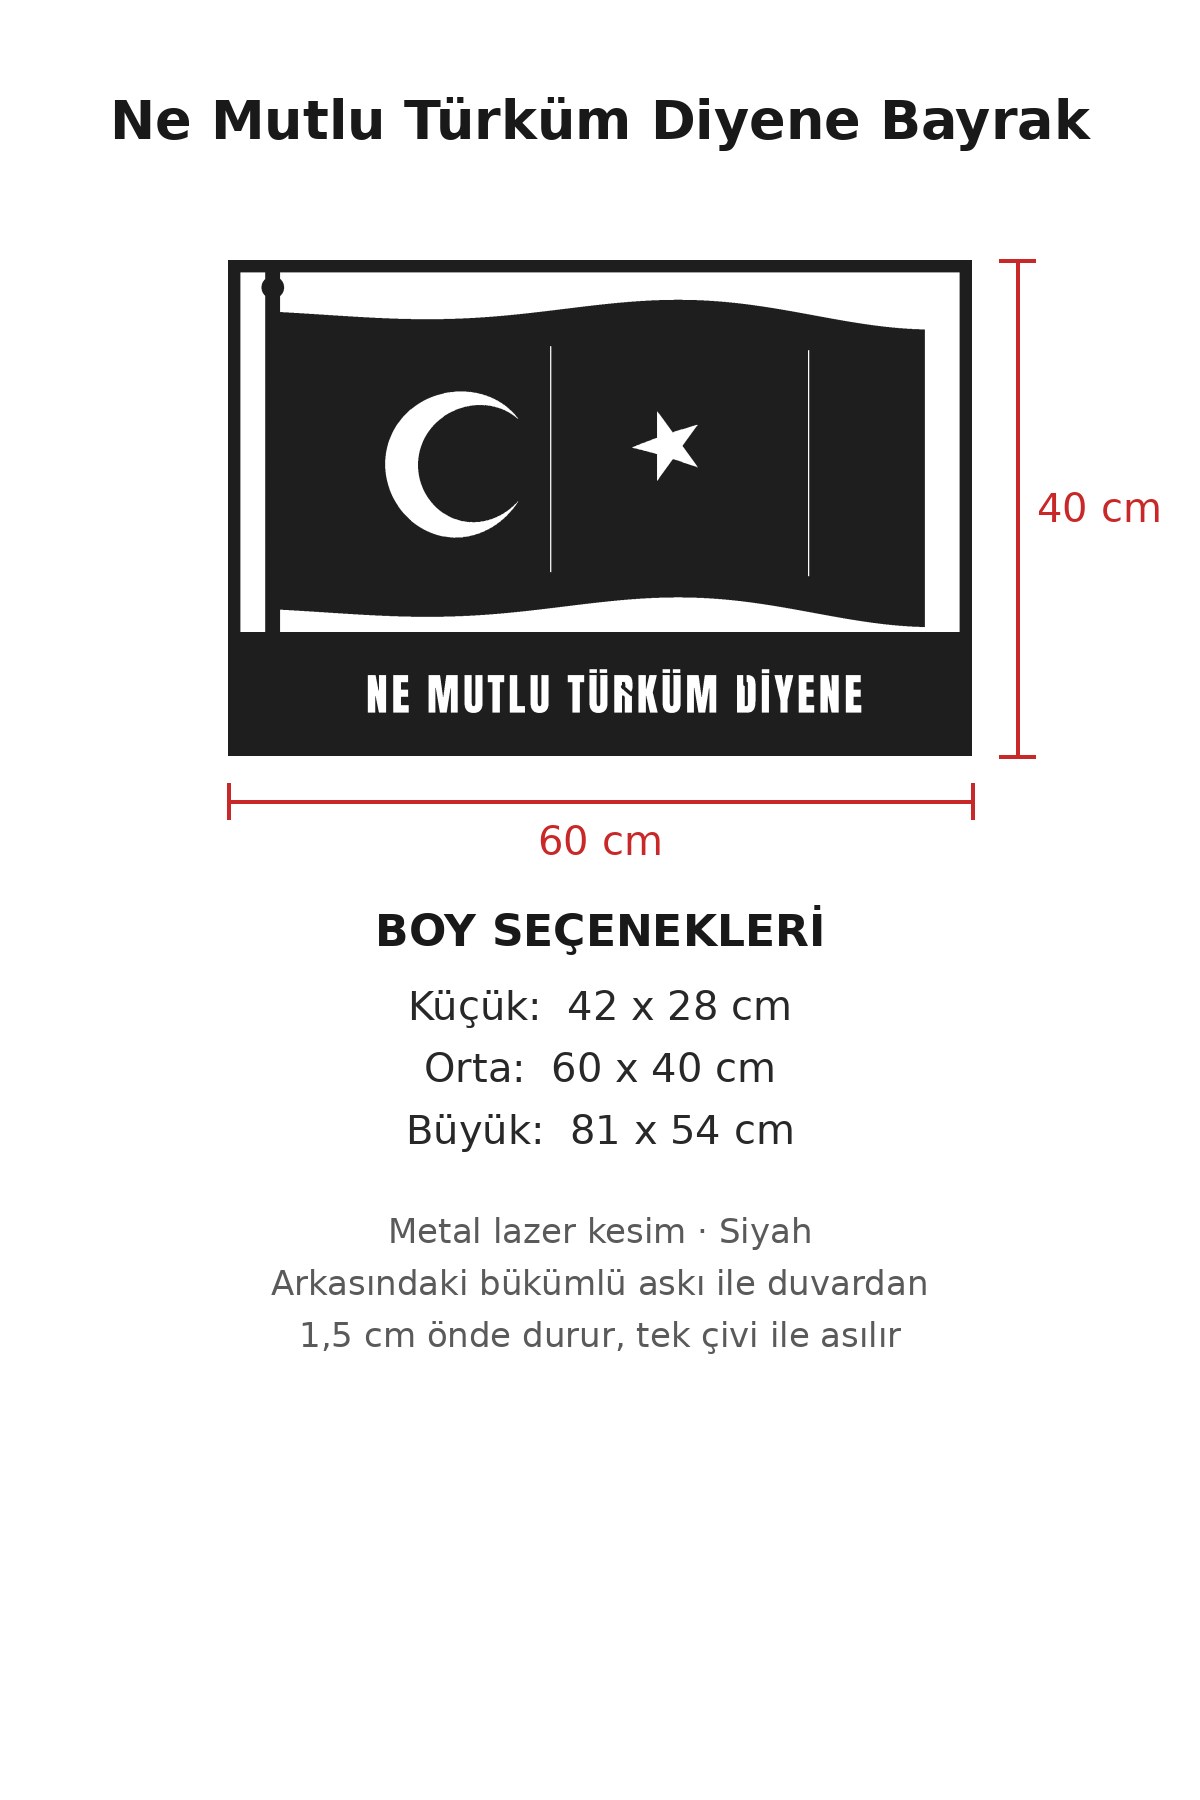 Ne Mutlu Türküm Diyene Bayrak
NE MUTLU TÜRKÜM DİYENE
40 cm
60 cm
BOY SEÇENEKLERİ
Küçük: 42 x 28 cm
Orta: 60 x 40 cm
Büyük: 81 x 54 cm
Metal lazer kesim · Siyah
Arkasındaki bükümlü askı ile duvardan
1,5 cm önde durur, tek çivi ile asılır